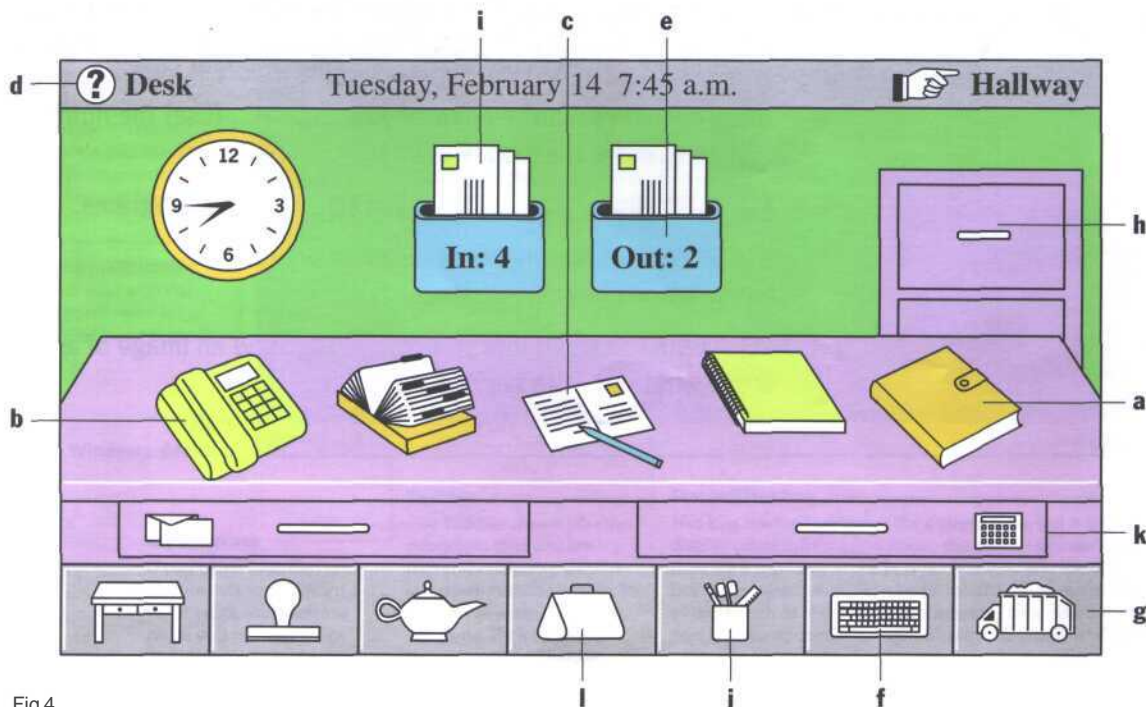 i c e
d ? Desk Tuesday, February 14 7:45 a.m. Hallway
12
9 3
6
In: 4 Out: 2
h
b a
k
g
l j f
Fig 4